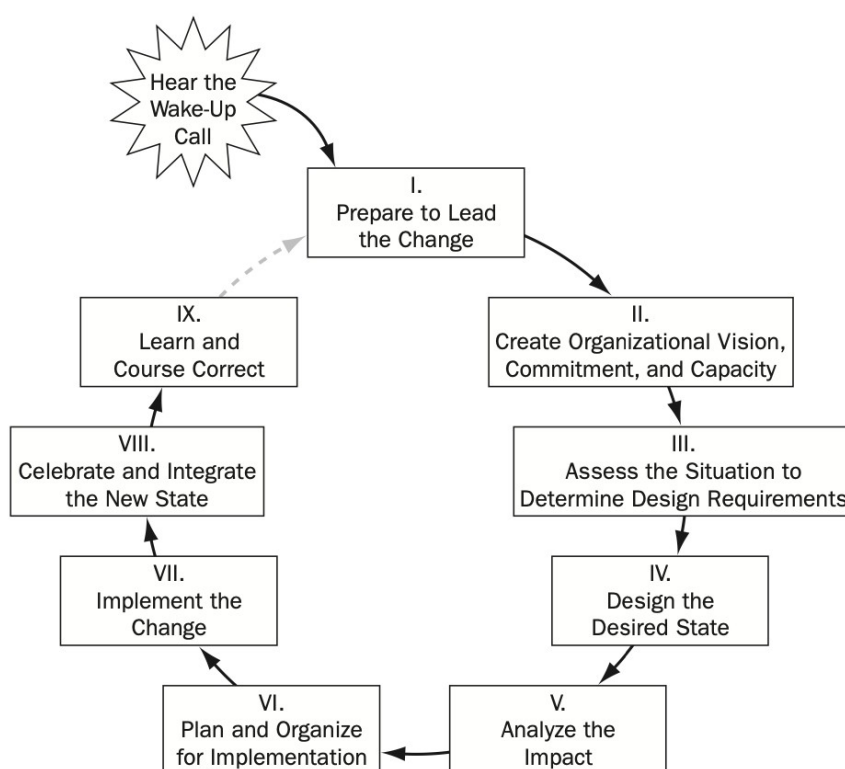 Hear the
Wake-Up
Call
I.
Prepare to Lead
the Change
II.
Create Organizational Vision,
Commitment, and Capacity
III.
Assess the Situation to
Determine Design Requirements
IV.
Design the
Desired State
V.
Analyze the
Impact
VI.
Plan and Organize
for Implementation
VII.
Implement the
Change
VIII.
Celebrate and Integrate
the New State
IX.
Learn and
Course Correct